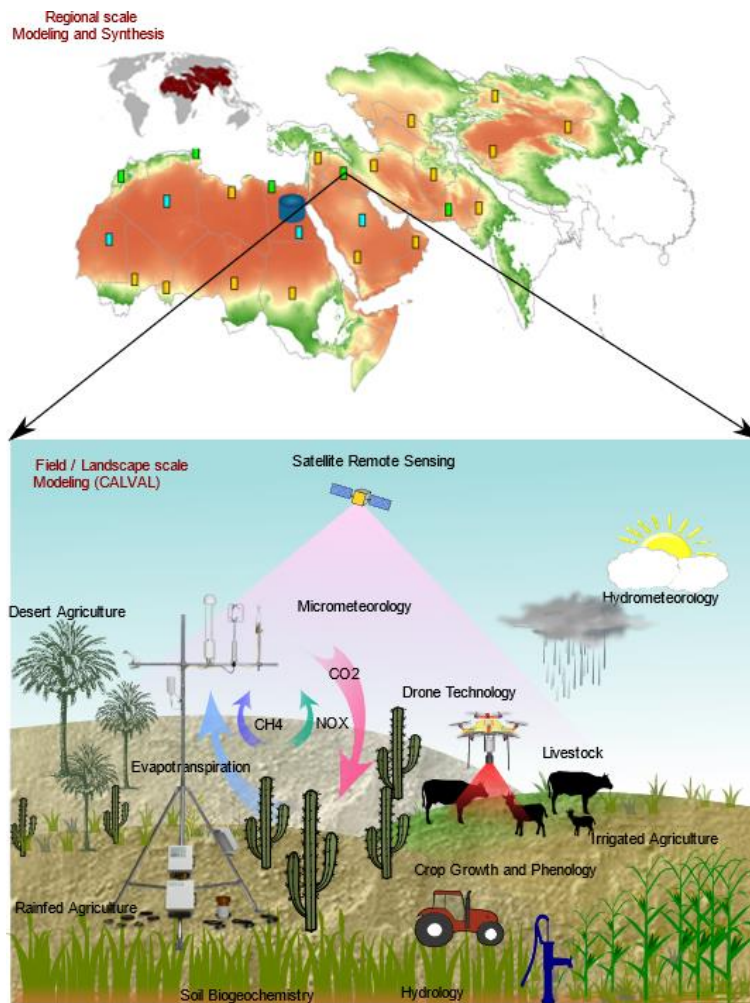 Regional scale
Modeling and Synthesis
Field / Landscape scale
Modeling (CALVAL)
Satellite Remote Sensing
Micrometeorology
Hydrometeorology
Desert Agriculture
CO2
Drone Technology
CH4
NOX
Livestock
Evapotranspiration
Irrigated Agriculture
Crop Growth and Phenology
Rainfed Agriculture
Soil Biogeochemistry
Hydrology